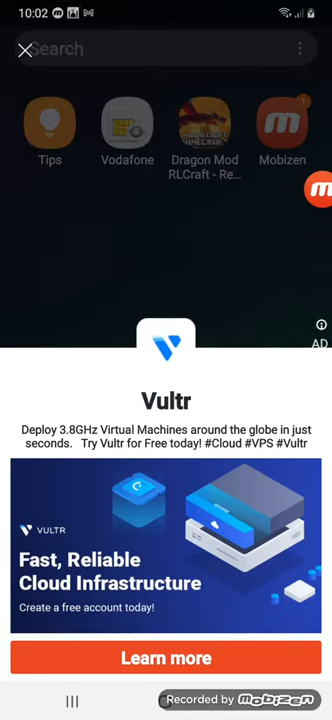 10:02
Search
Tips
Vodafone
Dragon Mod
RLCraft - Re...
Mobizen
1
AD
Vultr
Deploy 3.8GHz Virtual Machines around the globe in just
seconds. Try Vultr for Free today! #Cloud #VPS #Vultr
VULTR
Fast, Reliable
Cloud Infrastructure
Create a free account today!
Learn more
Recorded by mobizen